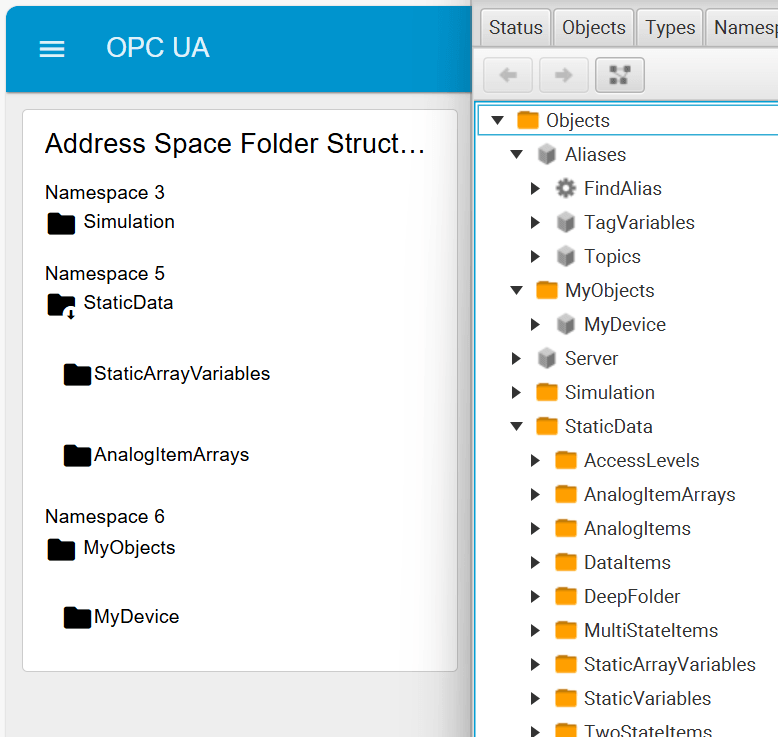 OPC UA
Address Space Folder Struct...
Namespace 3
Simulation
Namespace 5
StaticData
StaticArrayVariables
AnalogItemArrays
Namespace 6
MyObjects
MyDevice
Status Objects Types Namesp
Objects
Aliases
FindAlias
TagVariables
Topics
MyObjects
MyDevice
Server
Simulation
StaticData
AccessLevels
AnalogItemArrays
AnalogItems
DataItems
DeepFolder
MultiStateItems
StaticArrayVariables
StaticVariables
TwoStateItems